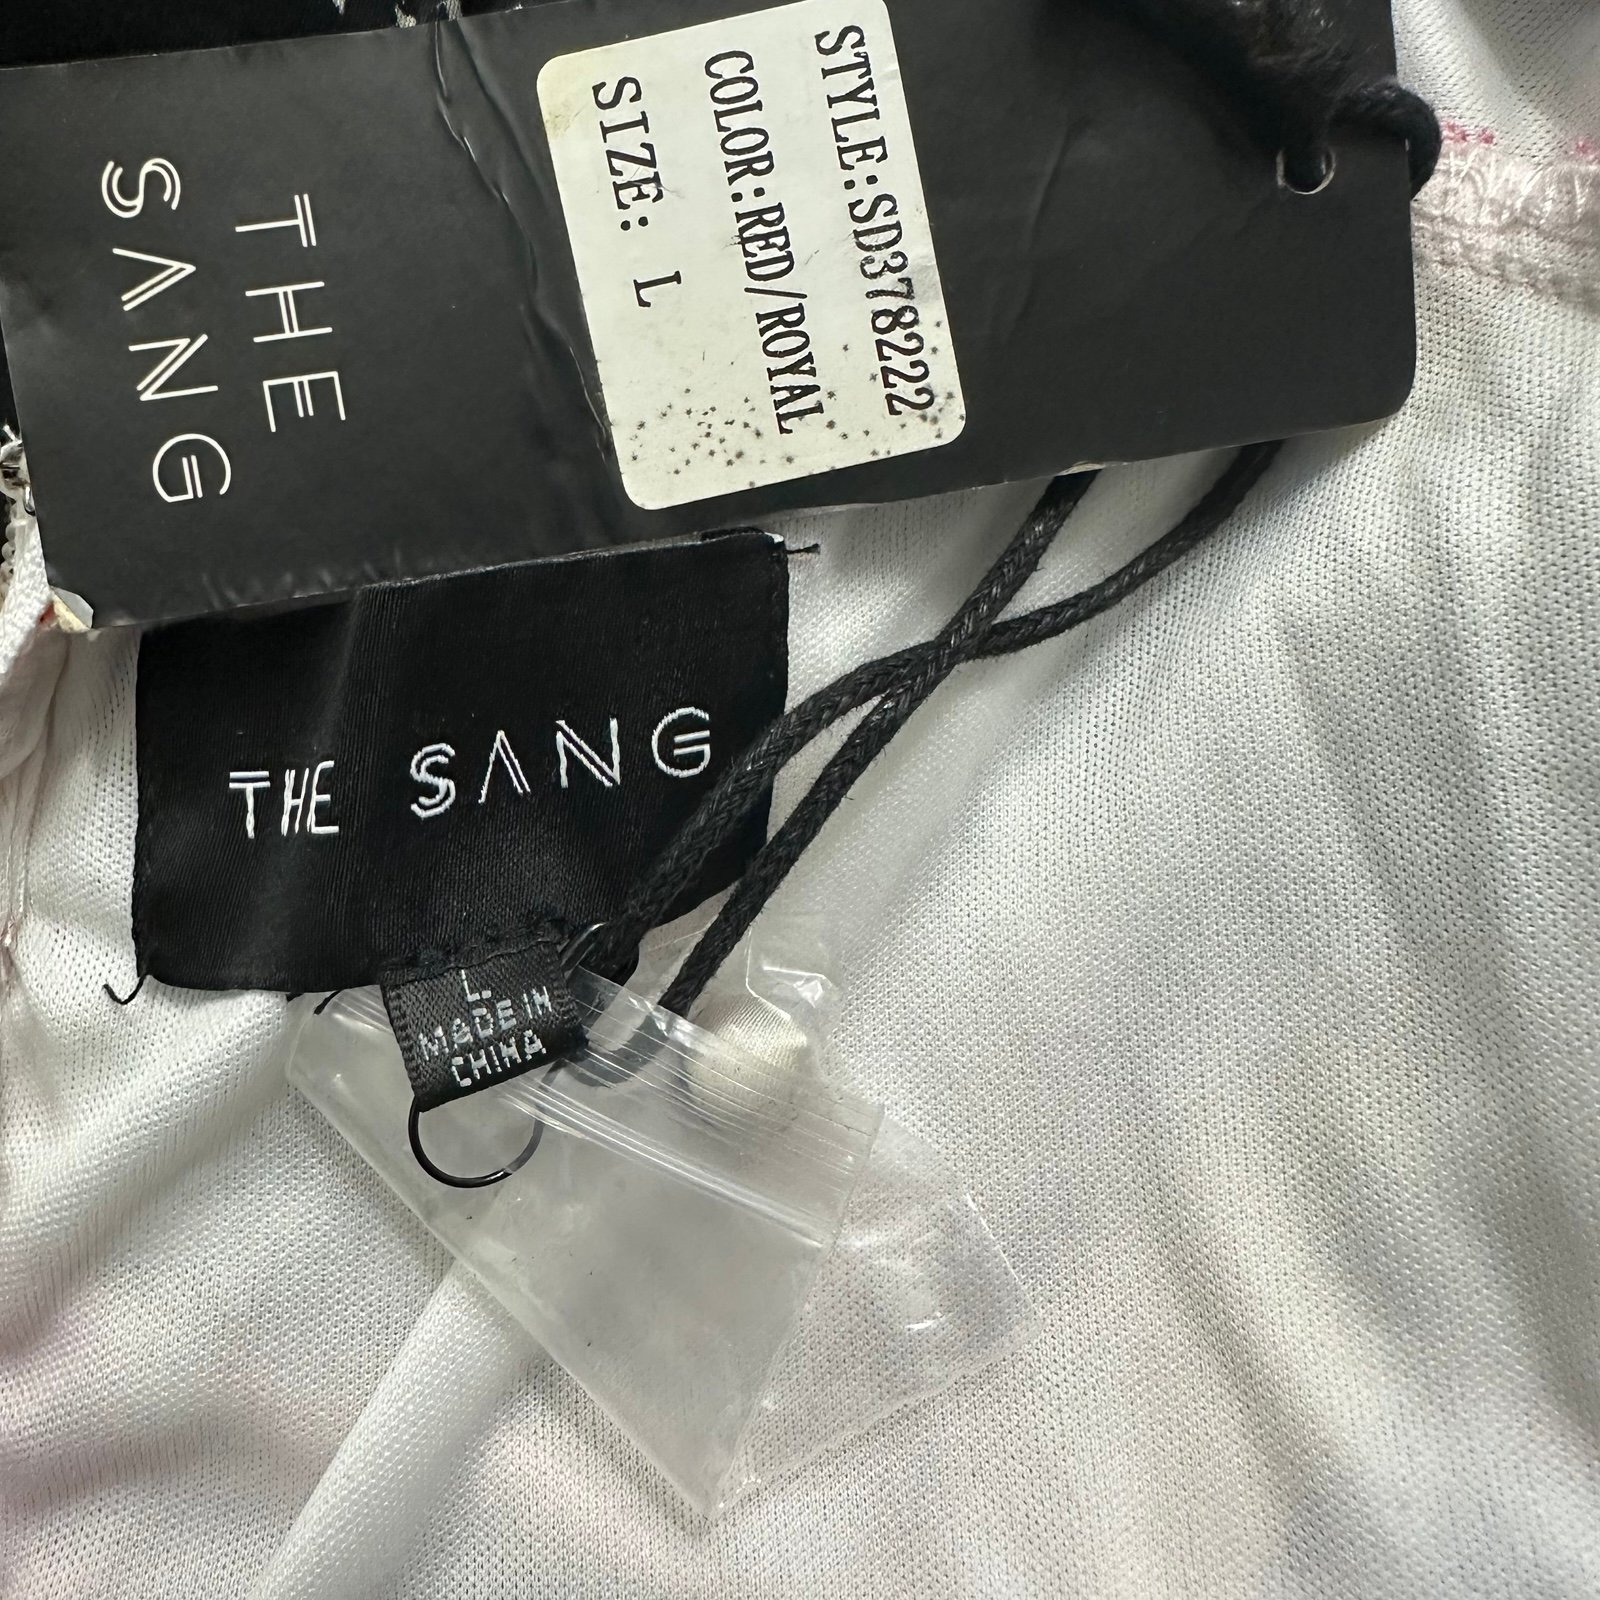 THE
SANG
STYLE:SD378222
COLOR:RED/ROYAL
SIZE: L
THE SANG
L
MADE IN
CHINA